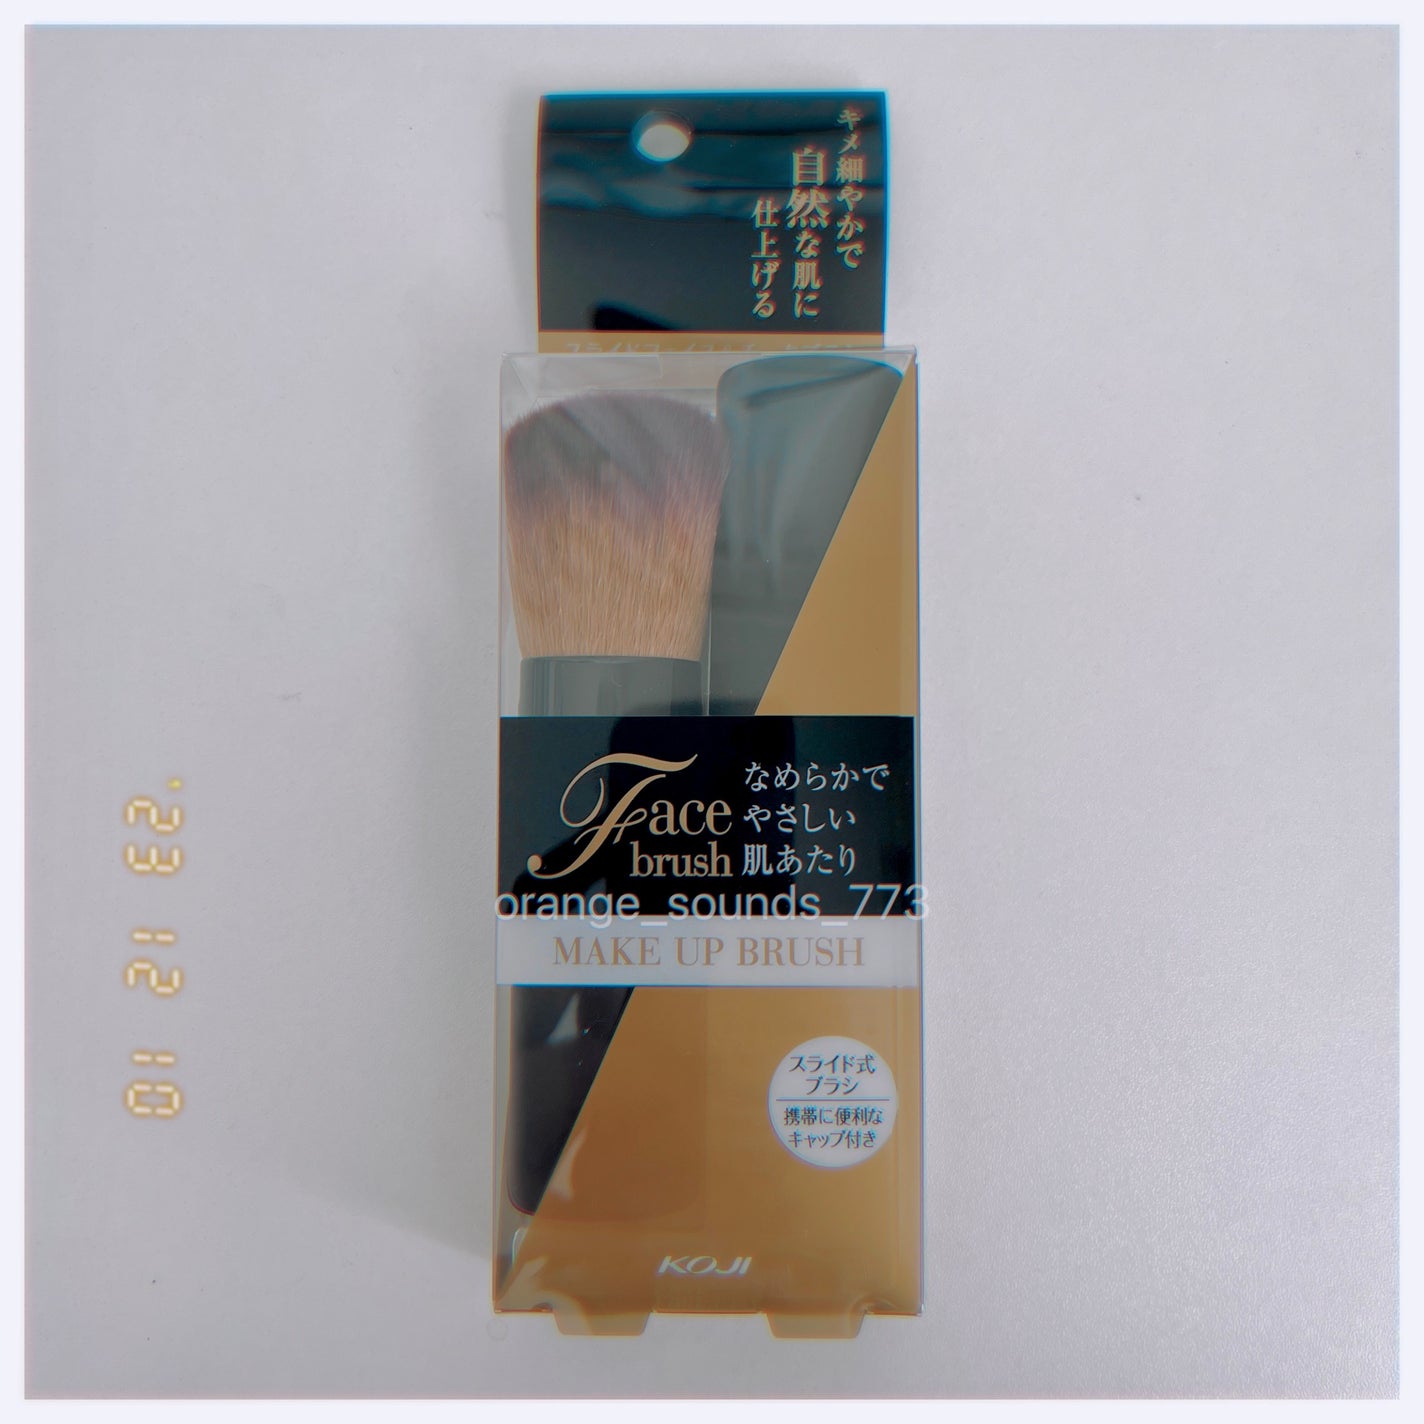 キメ細やかで
自然な肌に
仕上げる
Face
brush
なめらかで
やさしい
肌あたり
orange_sounds_773
MAKE UP BRUSH
スライド式
ブラシ
携帯に便利な
キャップ付き
KOJI
01 12 '23